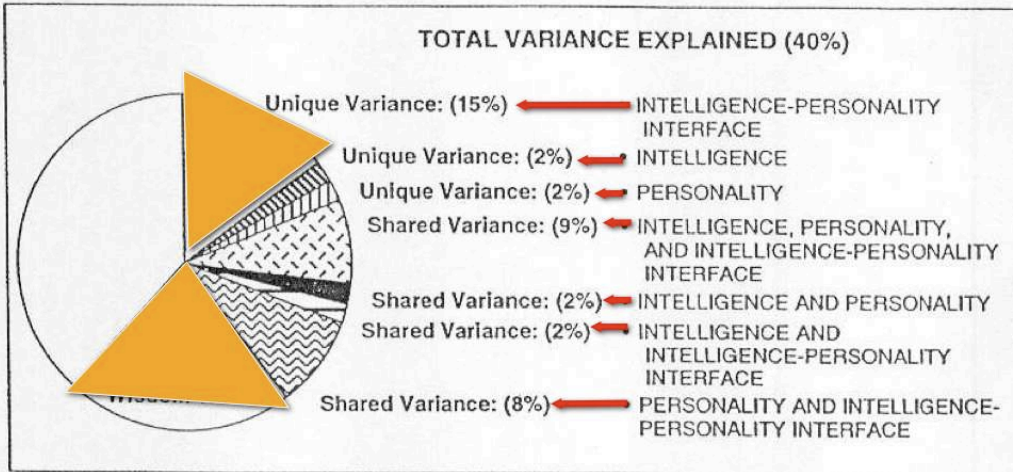 TOTAL VARIANCE EXPLAINED (40%)
Unique Variance: (15%) INTELLIGENCE-PERSONALITY
INTERFACE
Unique Variance: (2%) INTELLIGENCE
Unique Variance: (2%) PERSONALITY
Shared Variance: (9%) INTELLIGENCE, PERSONALITY,
AND INTELLIGENCE-PERSONALITY
INTERFACE
Shared Variance: (2%) INTELLIGENCE AND PERSONALITY
Shared Variance: (2%) INTELLIGENCE AND
INTELLIGENCE-PERSONALITY
INTERFACE
Shared Variance: (8%) PERSONALITY AND INTELLIGENCE-
PERSONALITY INTERFACE